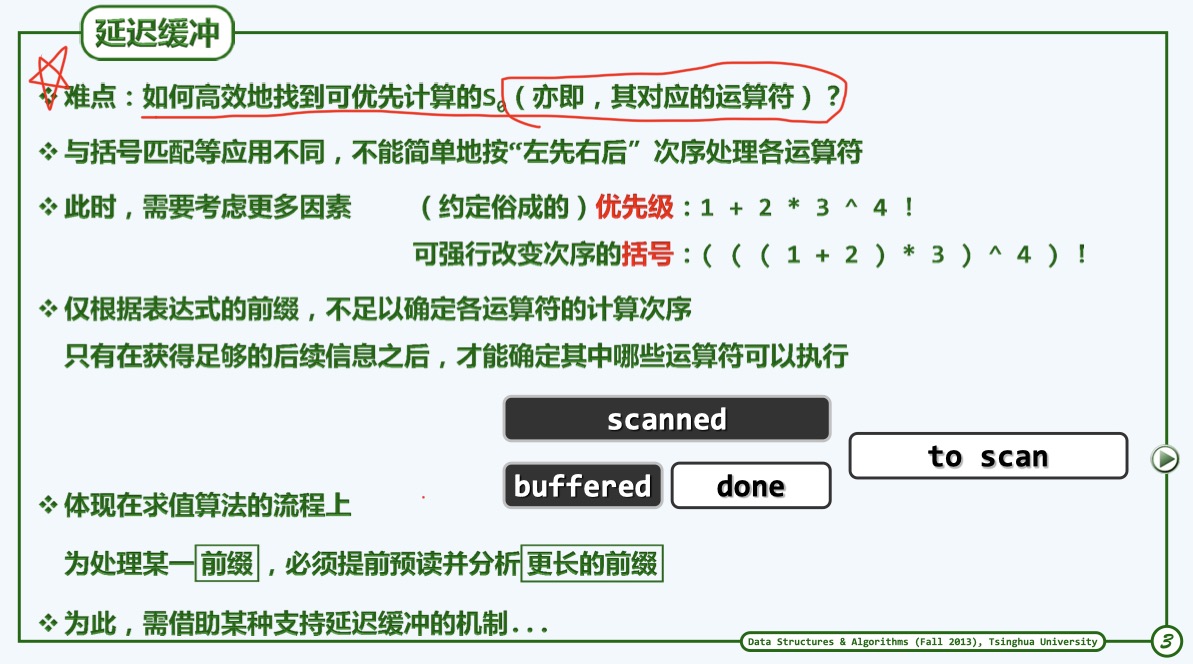 延迟缓冲
难点：如何高效地找到可优先计算的S₀（亦即，其对应的运算符）？
与括号匹配等应用不同，不能简单地按“左先右后”次序处理各运算符
此时，需要考虑更多因素 （约定俗成的）优先级：1 + 2 * 3 ^ 4 !
可强行改变次序的括号：( ( ( 1 + 2 ) * 3 ) ^ 4 ) !
仅根据表达式的前缀，不足以确定各运算符的计算次序
只有在获得足够的后续信息之后，才能确定其中哪些运算符可以执行
scanned
to scan
buffered done
体现在求值算法的流程上
为处理某一前缀，必须提前预读并分析更长的前缀
为此，需借助某种支持延迟缓冲的机制...
Data Structures & Algorithms (Fall 2013), Tsinghua University
3